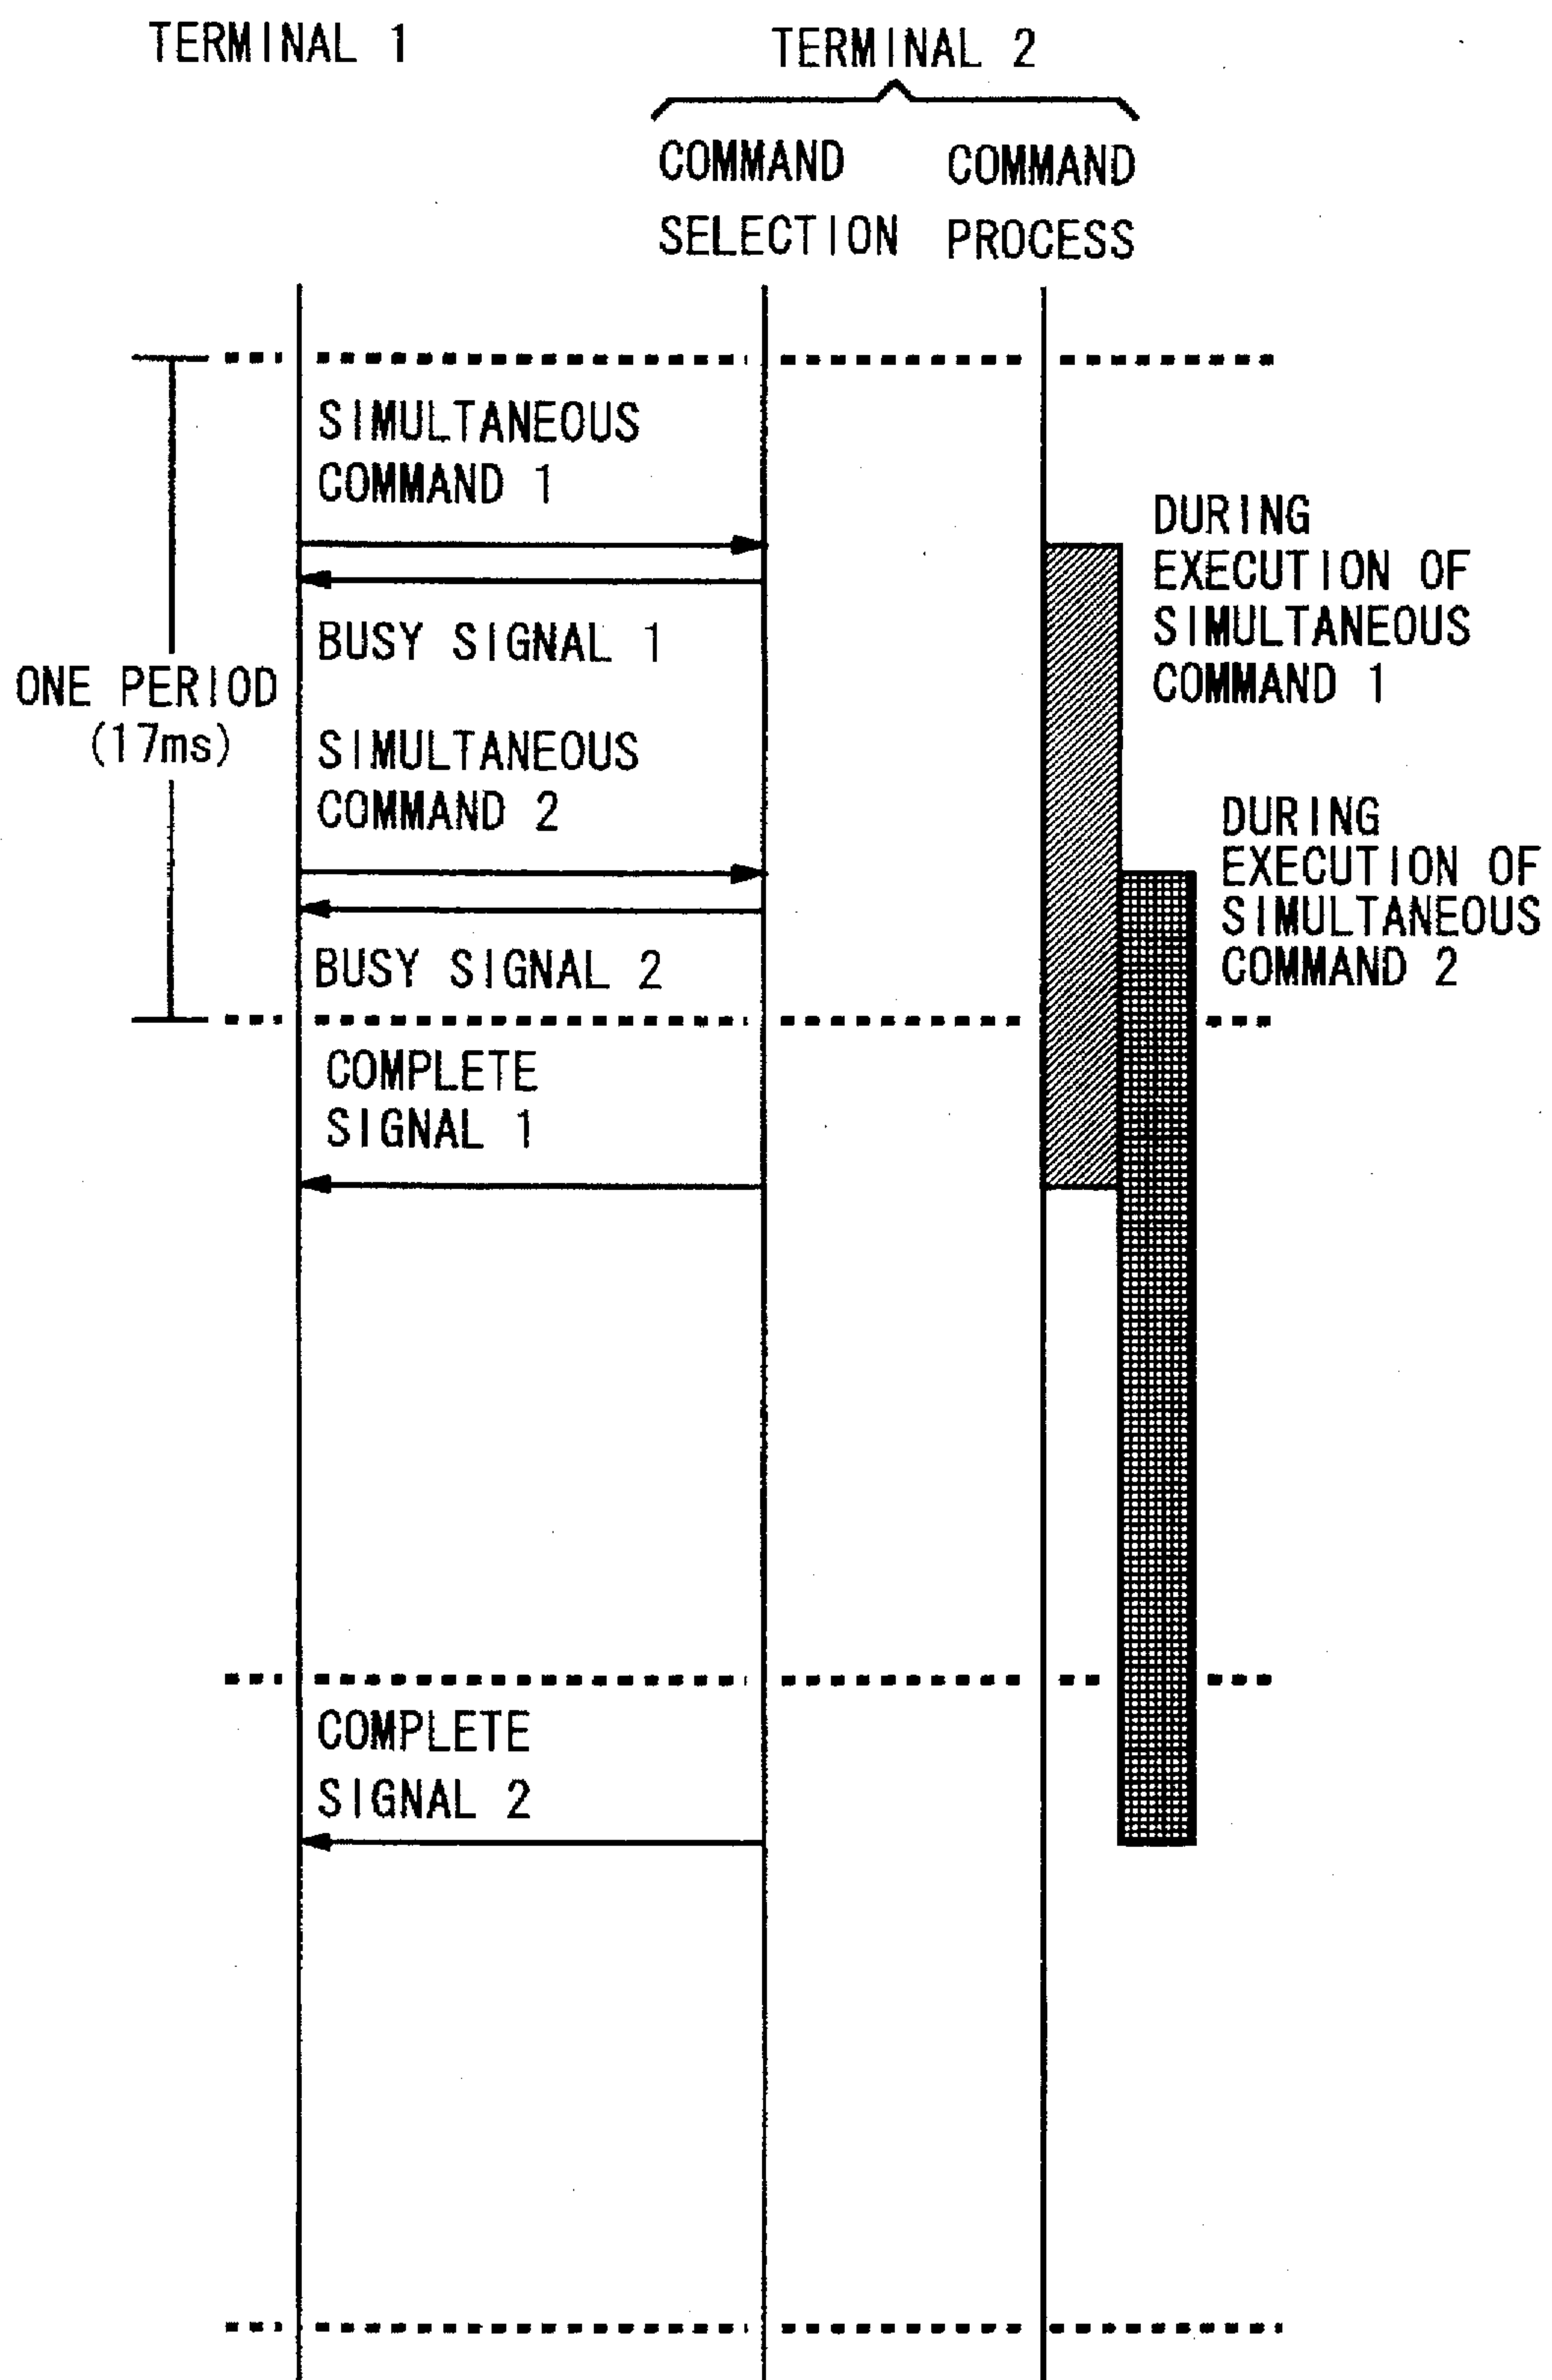 TERMINAL 1
TERMINAL 2
COMMAND
SELECTION
COMMAND
PROCESS
SIMULTANEOUS
COMMAND 1
DURING
EXECUTION OF
SIMULTANEOUS
COMMAND 1
BUSY SIGNAL 1
ONE PERIOD
(17ms)
SIMULTANEOUS
COMMAND 2
DURING
EXECUTION OF
SIMULTANEOUS
COMMAND 2
BUSY SIGNAL 2
COMPLETE
SIGNAL 1
COMPLETE
SIGNAL 2